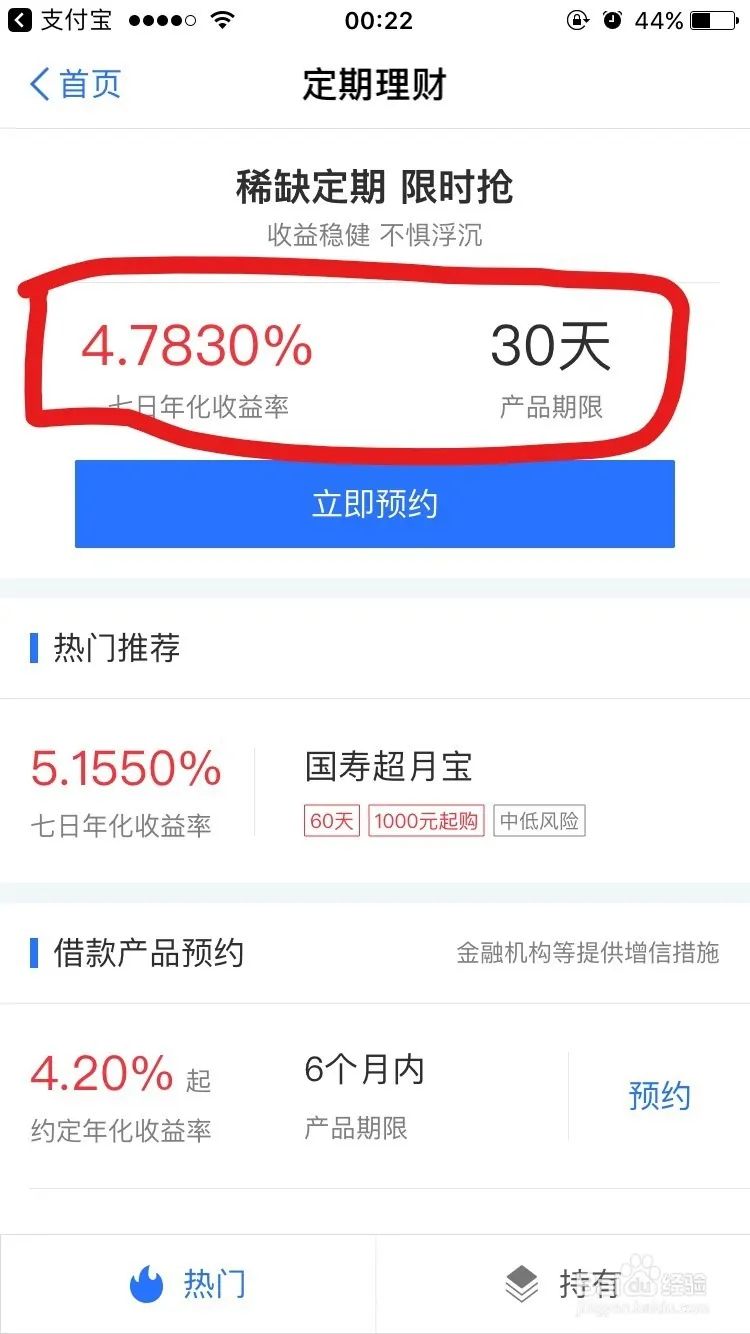 支付宝 00:22 44%
首页 定期理财
稀缺定期 限时抢
收益稳健 不惧浮沉
4.7830% 30天
七日年化收益率 产品期限
立即预约
热门推荐
5.1550% 国寿超月宝
七日年化收益率 60天 1000元起购 中低风险
借款产品预约 金融机构等提供增信措施
4.20% 起 6个月内
约定年化收益率 产品期限 预约
热门 持有
du 经验
jingyan.baidu.com